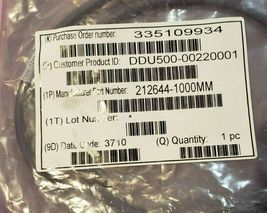 (K) Purchase Order number: 335109934
Customer Product ID: DDU500-00220001
(1P) Manufacturer Part Number: 212644-1000MM
(1T) Lot Number:
(9D) Date Code: 3710 (Q) Quantity: 1 pc